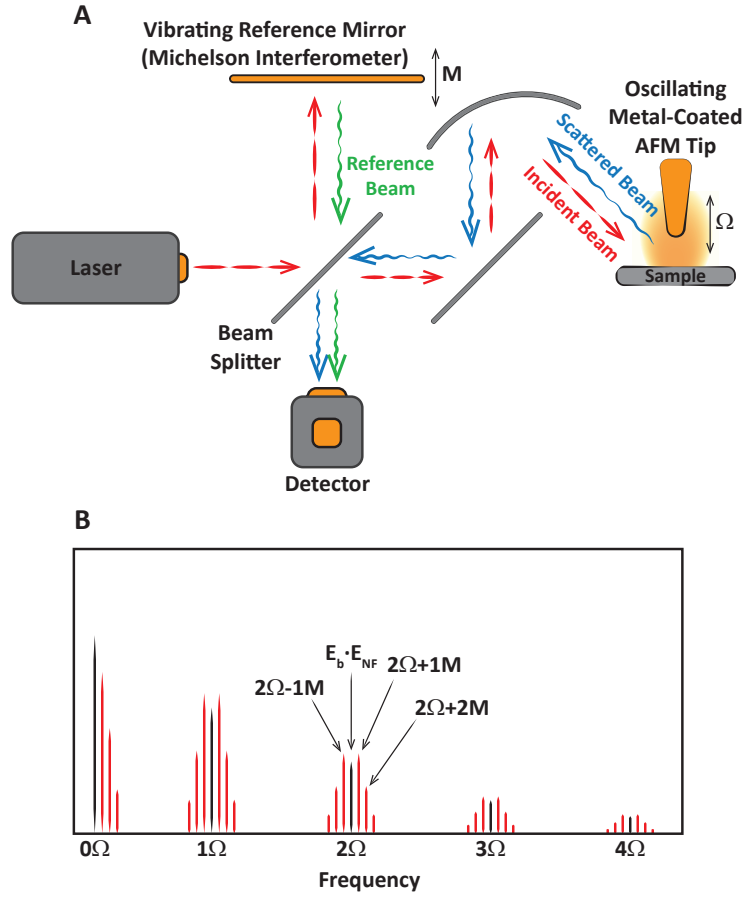 A
Vibrating Reference Mirror
(Michelson Interferometer)
M
Oscillating
Metal-Coated
AFM Tip
Scattered Beam
Incident Beam
Reference
Beam
Ω
Laser
Sample
Beam
Splitter
Detector
B
E_b·E_NF
2Ω+1M
2Ω-1M
2Ω+2M
0Ω
1Ω
2Ω
3Ω
4Ω
Frequency